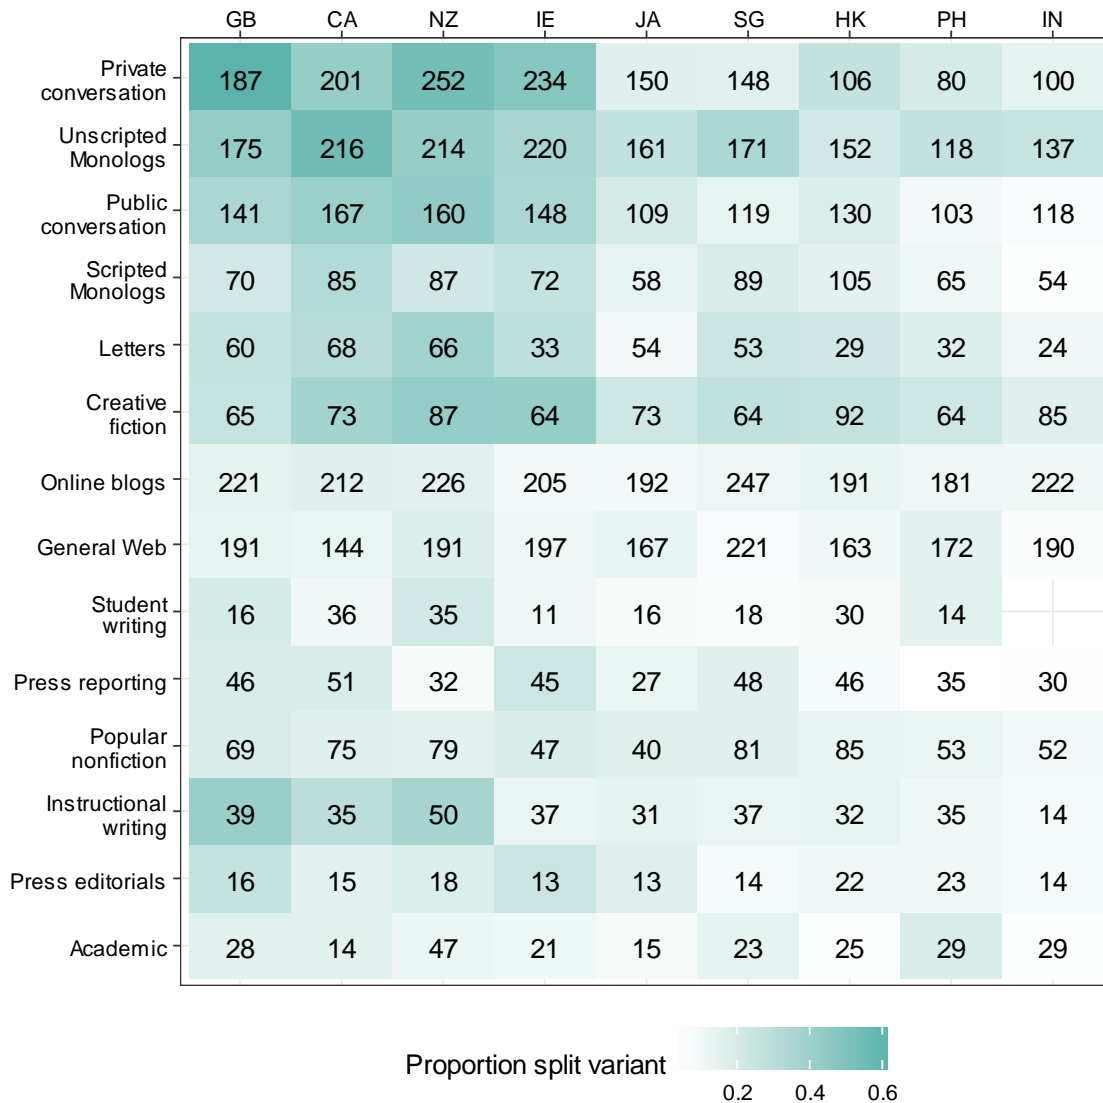 GB CA NZ IE JA SG HK PH IN
Private
conversation
187 201 252 234 150 148 106 80 100
Unscripted
Monologs
175 216 214 220 161 171 152 118 137
Public
conversation
141 167 160 148 109 119 130 103 118
Scripted
Monologs
70 85 87 72 58 89 105 65 54
Letters
60 68 66 33 54 53 29 32 24
Creative
fiction
65 73 87 64 73 64 92 64 85
Online blogs
221 212 226 205 192 247 191 181 222
General Web
191 144 191 197 167 221 163 172 190
Student
writing
16 36 35 11 16 18 30 14
Press reporting
46 51 32 45 27 48 46 35 30
Popular
nonfiction
69 75 79 47 40 81 85 53 52
Instructional
writing
39 35 50 37 31 37 32 35 14
Press editorials
16 15 18 13 13 14 22 23 14
Academic
28 14 47 21 15 23 25 29 29
Proportion split variant
0.2 0.4 0.6